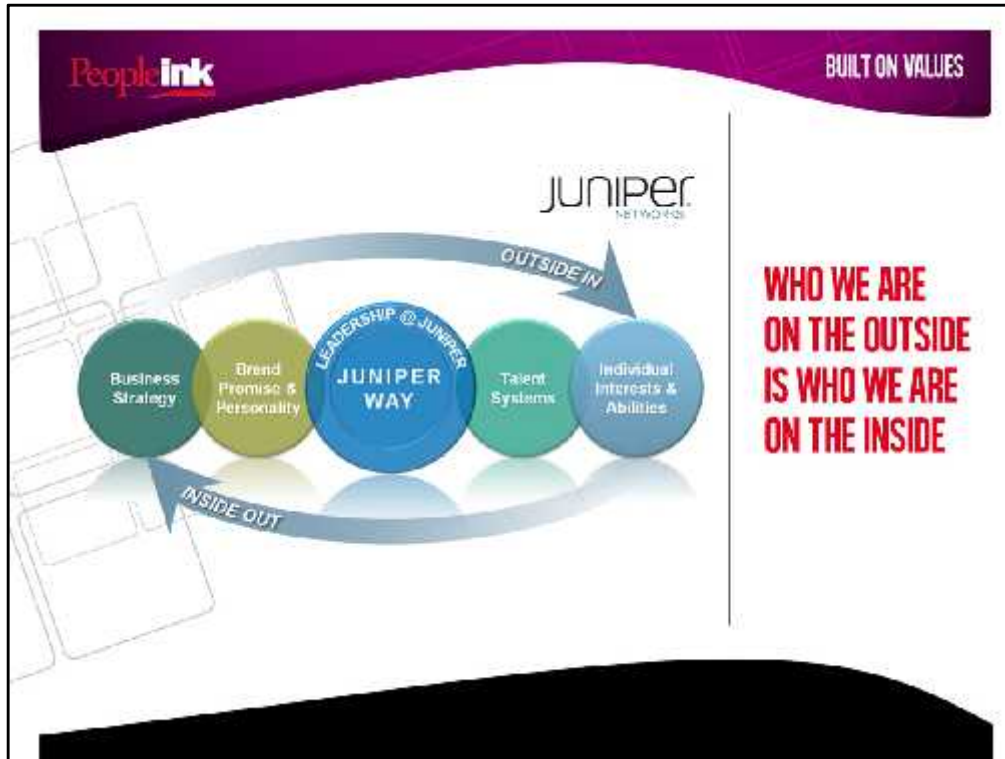 Peopleink
BUILT ON VALUES
JUNIPer
NETWORKS
OUTSIDE IN
LEADERSHIP @ JUNIPER
JUNIPER
WAY
Business
Strategy
Brand
Promise &
Personality
Talent
Systems
Individual
Interests &
Abilities
INSIDE OUT
WHO WE ARE
ON THE OUTSIDE
IS WHO WE ARE
ON THE INSIDE